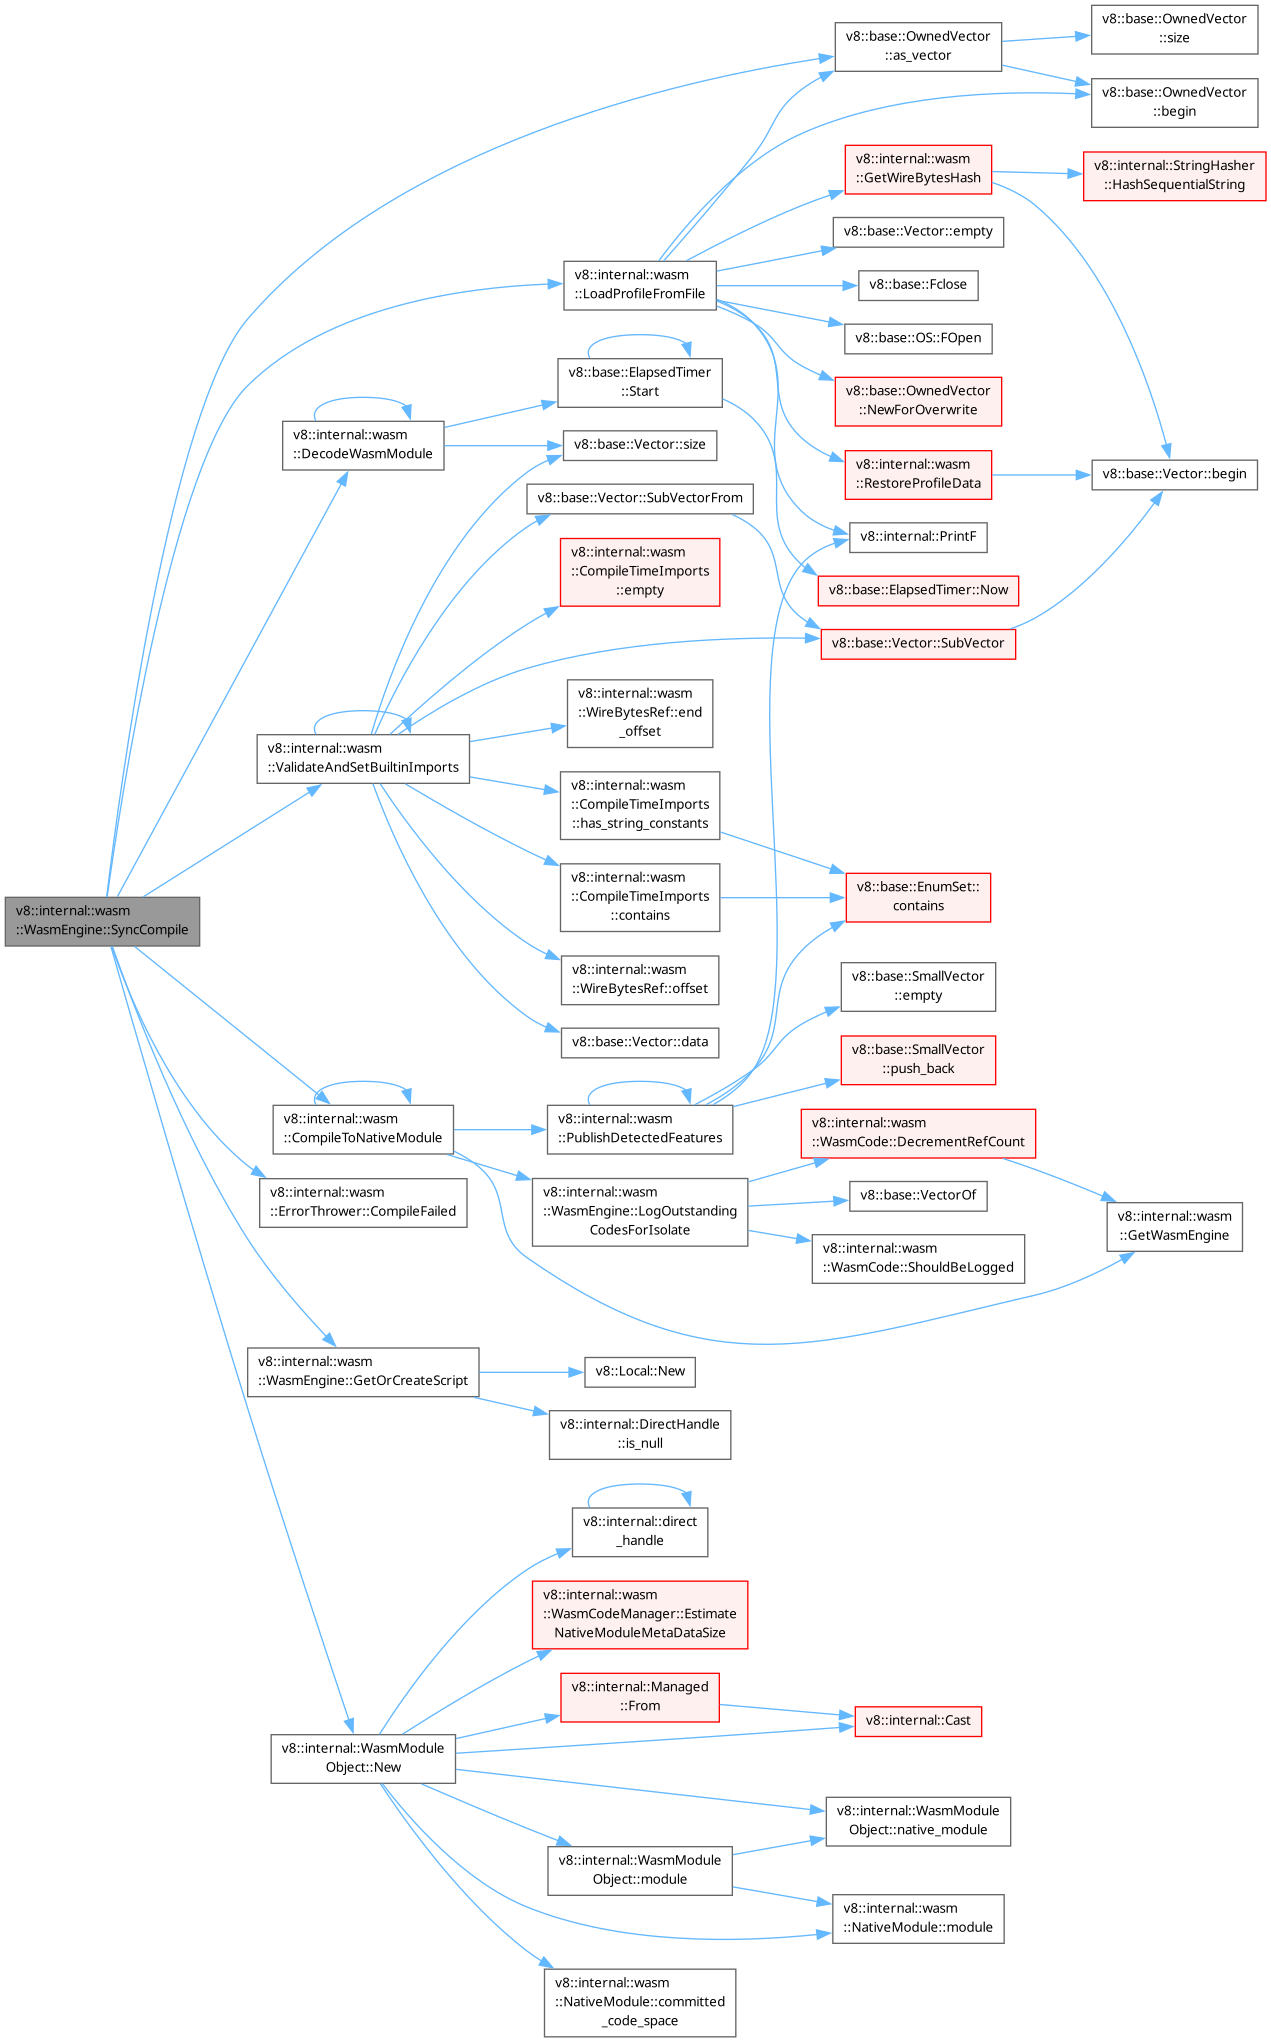 v8::base::OwnedVector
::size
v8::base::OwnedVector
::as_vector
v8::base::OwnedVector
::begin
v8::internal::wasm
::GetWireBytesHash
v8::internal::StringHasher
::HashSequentialString
v8::base::Vector::empty
v8::internal::wasm
::LoadProfileFromFile
v8::base::Fclose
v8::base::OS::FOpen
v8::base::ElapsedTimer
::Start
v8::base::OwnedVector
::NewForOverwrite
v8::internal::wasm
::DecodeWasmModule
v8::base::Vector::size
v8::internal::wasm
::RestoreProfileData
v8::base::Vector::begin
v8::base::Vector::SubVectorFrom
v8::internal::PrintF
v8::internal::wasm
::CompileTimeImports
::empty
v8::base::ElapsedTimer::Now
v8::base::Vector::SubVector
v8::internal::wasm
::WireBytesRef::end
_offset
v8::internal::wasm
::ValidateAndSetBuiltinImports
v8::internal::wasm
::CompileTimeImports
::has_string_constants
v8::internal::wasm
::CompileTimeImports
::contains
v8::base::EnumSet::
contains
v8::internal::wasm
::WasmEngine::SyncCompile
v8::internal::wasm
::WireBytesRef::offset
v8::base::SmallVector
::empty
v8::base::Vector::data
v8::base::SmallVector
::push_back
v8::internal::wasm
::CompileToNativeModule
v8::internal::wasm
::PublishDetectedFeatures
v8::internal::wasm
::WasmCode::DecrementRefCount
v8::internal::wasm
::ErrorThrower::CompileFailed
v8::internal::wasm
::WasmEngine::LogOutstanding
CodesForIsolate
v8::base::VectorOf
v8::internal::wasm
::GetWasmEngine
v8::internal::wasm
::WasmCode::ShouldBeLogged
v8::internal::wasm
::WasmEngine::GetOrCreateScript
v8::Local::New
v8::internal::DirectHandle
::is_null
v8::internal::direct
_handle
v8::internal::wasm
::WasmCodeManager::Estimate
NativeModuleMetaDataSize
v8::internal::Managed
::From
v8::internal::Cast
v8::internal::WasmModule
Object::New
v8::internal::WasmModule
Object::native_module
v8::internal::WasmModule
Object::module
v8::internal::wasm
::NativeModule::module
v8::internal::wasm
::NativeModule::committed
_code_space